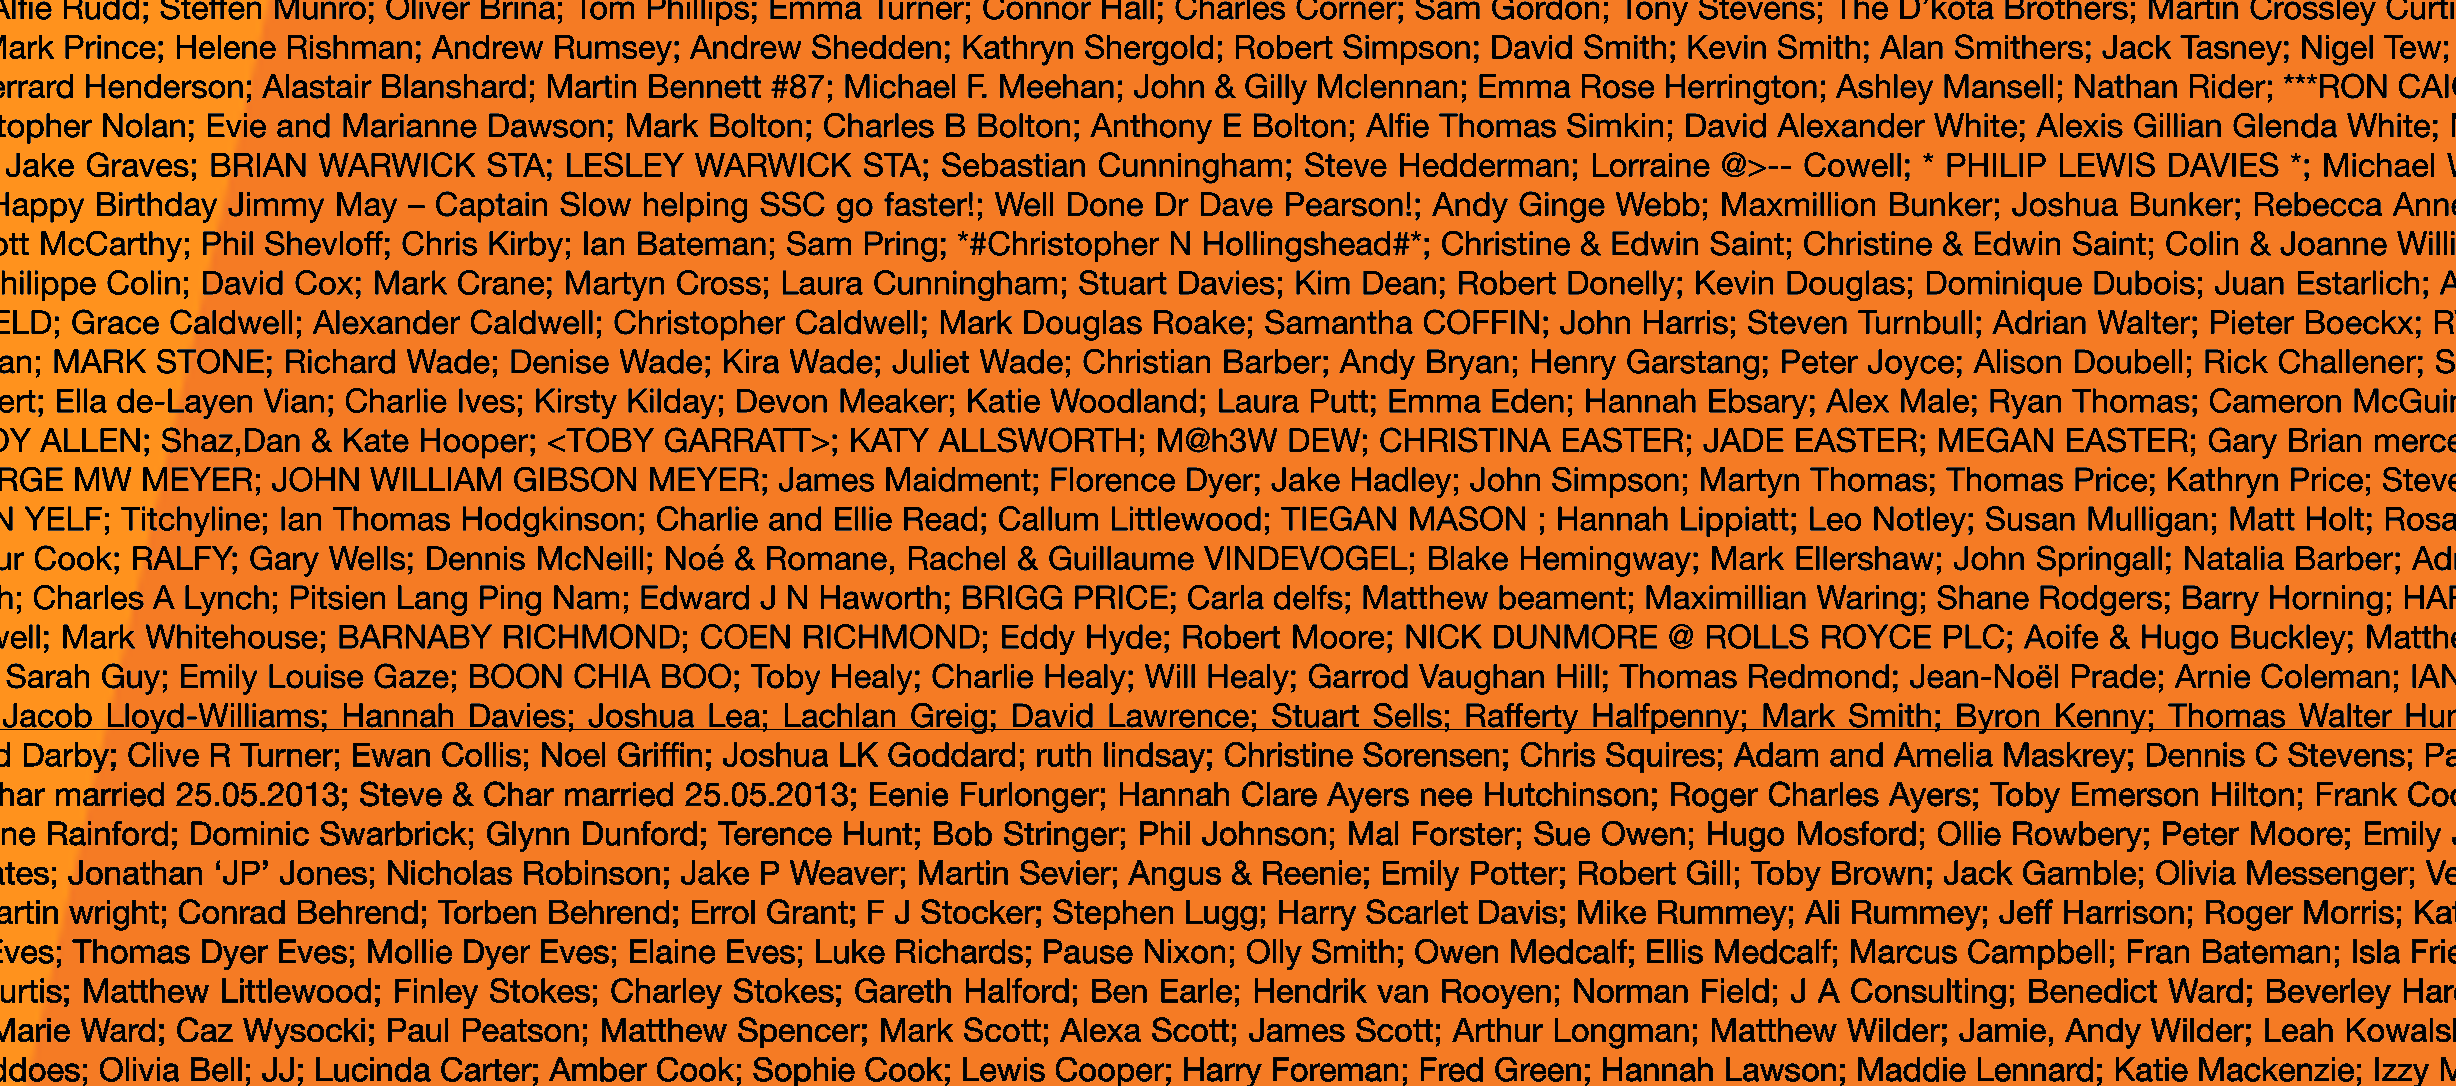 Alfie Rudd; Steffen Munro; Oliver Brina; Tom Phillips; Emma Turner; Connor Hall; Charles Corner; Sam Gordon; Tony Stevens; The D’kota Brothers; Martin Crossley
Mark Prince; Helene Rishman; Andrew Rumsey; Andrew Shedden; Kathryn Shergold; Robert Simpson; David Smith; Kevin Smith; Alan Smithers; Jack Tasney; Nigel Tew;
Henderson; Alastair Blanshard; Martin Bennett #87; Michael F. Meehan; John & Gilly Mclennan; Emma Rose Herrington; Ashley Mansell; Nathan Rider; ***RON
Nolan; Evie and Marianne Dawson; Mark Bolton; Charles B Bolton; Anthony E Bolton; Alfie Thomas Simkin; David Alexander White; Alexis Gillian Glenda White;
Jake Graves; BRIAN WARWICK STA; LESLEY WARWICK STA; Sebastian Cunningham; Steve Hedderman; Lorraine @>-- Cowell; * PHILIP LEWIS DAVIES *; Michael
Happy Birthday Jimmy May – Captain Slow helping SSC go faster!; Well Done Dr Dave Pearson!; Andy Ginge Webb; Maxmillion Bunker; Joshua Bunker; Rebecca
McCarthy; Phil Shevloff; Chris Kirby; Ian Bateman; Sam Pring; *#Christopher N Hollingshead#*; Christine & Edwin Saint; Christine & Edwin Saint; Colin & Joanne
Philippe Colin; David Cox; Mark Crane; Martyn Cross; Laura Cunningham; Stuart Davies; Kim Dean; Robert Donelly; Kevin Douglas; Dominique Dubois; Juan Estarlich;
ELD; Grace Caldwell; Alexander Caldwell; Christopher Caldwell; Mark Douglas Roake; Samantha COFFIN; John Harris; Steven Turnbull; Adrian Walter; Pieter Boeckx;
an; MARK STONE; Richard Wade; Denise Wade; Kira Wade; Juliet Wade; Christian Barber; Andy Bryan; Henry Garstang; Peter Joyce; Alison Doubell; Rick Challener;
ert; Ella de-Layen Vian; Charlie Ives; Kirsty Kilday; Devon Meaker; Katie Woodland; Laura Putt; Emma Eden; Hannah Ebsary; Alex Male; Ryan Thomas; Cameron
ALLEN; Shaz,Dan & Kate Hooper; <TOBY GARRATT>; KATY ALLSWORTH; M@h3W DEW; CHRISTINA EASTER; JADE EASTER; MEGAN EASTER; Gary Brian
RGE MW MEYER; JOHN WILLIAM GIBSON MEYER; James Maidment; Florence Dyer; Jake Hadley; John Simpson; Martyn Thomas; Thomas Price; Kathryn Price; Steve
N YELF; Titchyline; Ian Thomas Hodgkinson; Charlie and Ellie Read; Callum Littlewood; TIEGAN MASON ; Hannah Lippiatt; Leo Notley; Susan Mulligan; Matt Holt; Rosa
ur Cook; RALFY; Gary Wells; Dennis McNeill; Noé & Romane, Rachel & Guillaume VINDEVOGEL; Blake Hemingway; Mark Ellershaw; John Springall; Natalia Barber;
h; Charles A Lynch; Pitsien Lang Ping Nam; Edward J N Haworth; BRIGG PRICE; Carla delfs; Matthew beament; Maximillian Waring; Shane Rodgers; Barry Horning;
well; Mark Whitehouse; BARNABY RICHMOND; COEN RICHMOND; Eddy Hyde; Robert Moore; NICK DUNMORE @ ROLLS ROYCE PLC; Aoife & Hugo Buckley;
Sarah Guy; Emily Louise Gaze; BOON CHIA BOO; Toby Healy; Charlie Healy; Will Healy; Garrod Vaughan Hill; Thomas Redmond; Jean-Noël Prade; Arnie Coleman; IAN
Jacob Lloyd-Williams; Hannah Davies; Joshua Lea; Lachlan Greig; David Lawrence; Stuart Sells; Rafferty Halfpenny; Mark Smith; Byron Kenny; Thomas Walter
d Darby; Clive R Turner; Ewan Collis; Noel Griffin; Joshua LK Goddard; ruth lindsay; Christine Sorensen; Chris Squires; Adam and Amelia Maskrey; Dennis C Stevens;
har married 25.05.2013; Steve & Char married 25.05.2013; Eenie Furlonger; Hannah Clare Ayers nee Hutchinson; Roger Charles Ayers; Toby Emerson Hilton; Frank
ne Rainford; Dominic Swarbrick; Glynn Dunford; Terence Hunt; Bob Stringer; Phil Johnson; Mal Forster; Sue Owen; Hugo Mosford; Ollie Rowbery; Peter Moore; Emily
ates; Jonathan ‘JP’ Jones; Nicholas Robinson; Jake P Weaver; Martin Sevier; Angus & Reenie; Emily Potter; Robert Gill; Toby Brown; Jack Gamble; Olivia Messenger;
artin wright; Conrad Behrend; Torben Behrend; Errol Grant; F J Stocker; Stephen Lugg; Harry Scarlet Davis; Mike Rummey; Ali Rummey; Jeff Harrison; Roger Morris;
Eves; Thomas Dyer Eves; Mollie Dyer Eves; Elaine Eves; Luke Richards; Pause Nixon; Olly Smith; Owen Medcalf; Ellis Medcalf; Marcus Campbell; Fran Bateman; Isla
urtis; Matthew Littlewood; Finley Stokes; Charley Stokes; Gareth Halford; Ben Earle; Hendrik van Rooyen; Norman Field; J A Consulting; Benedict Ward; Beverley
Marie Ward; Caz Wysocki; Paul Peatson; Matthew Spencer; Mark Scott; Alexa Scott; James Scott; Arthur Longman; Matthew Wilder; Jamie, Andy Wilder; Leah
ddoes; Olivia Bell; JJ; Lucinda Carter; Amber Cook; Sophie Cook; Lewis Cooper; Harry Foreman; Fred Green; Hannah Lawson; Maddie Lennard; Katie Mackenzie; Izzy